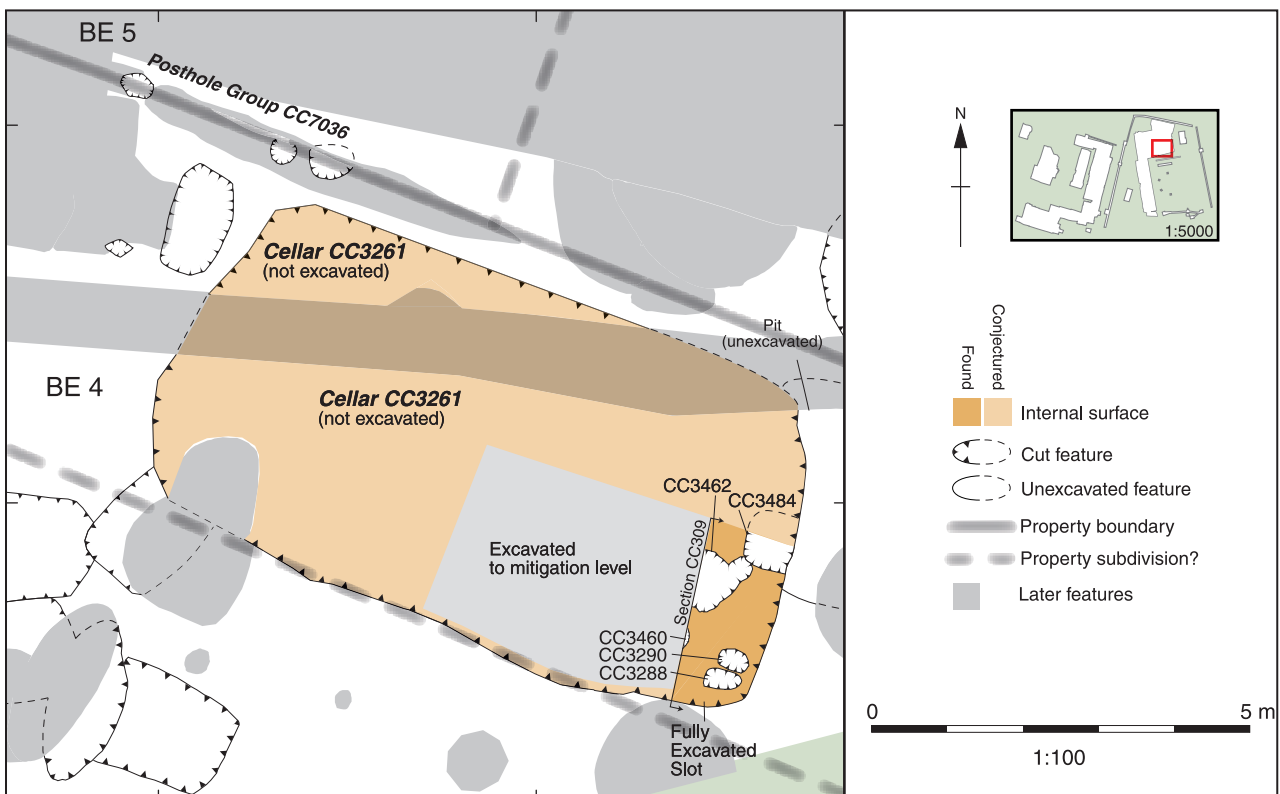 BE 5
Posthole Group CC7036
Cellar CC3261
(not excavated)
Pit
(unexcavated)
BE 4
Cellar CC3261
(not excavated)
CC3462
CC3484
Excavated
to mitigation level
Section CC309
CC3460
CC3290
CC3288
Fully
Excavated
Slot
N
1:5000
Found
Conjectured
Internal surface
Cut feature
Unexcavated feature
Property boundary
Property subdivision?
Later features
0
5 m
1:100